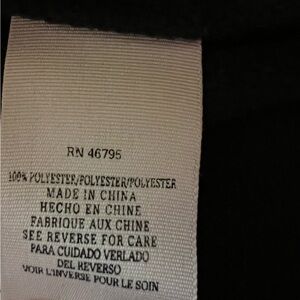 RN 46795
100% POLYESTER/POLYESTER/POLYESTER
MADE IN CHINA
HECHO EN CHINE
FABRIQUE AUX CHINE
SEE REVERSE FOR CARE
PARA CUIDADO VERLADO
DEL REVERSO
VOIR L'INVERSE POUR LE SOIN